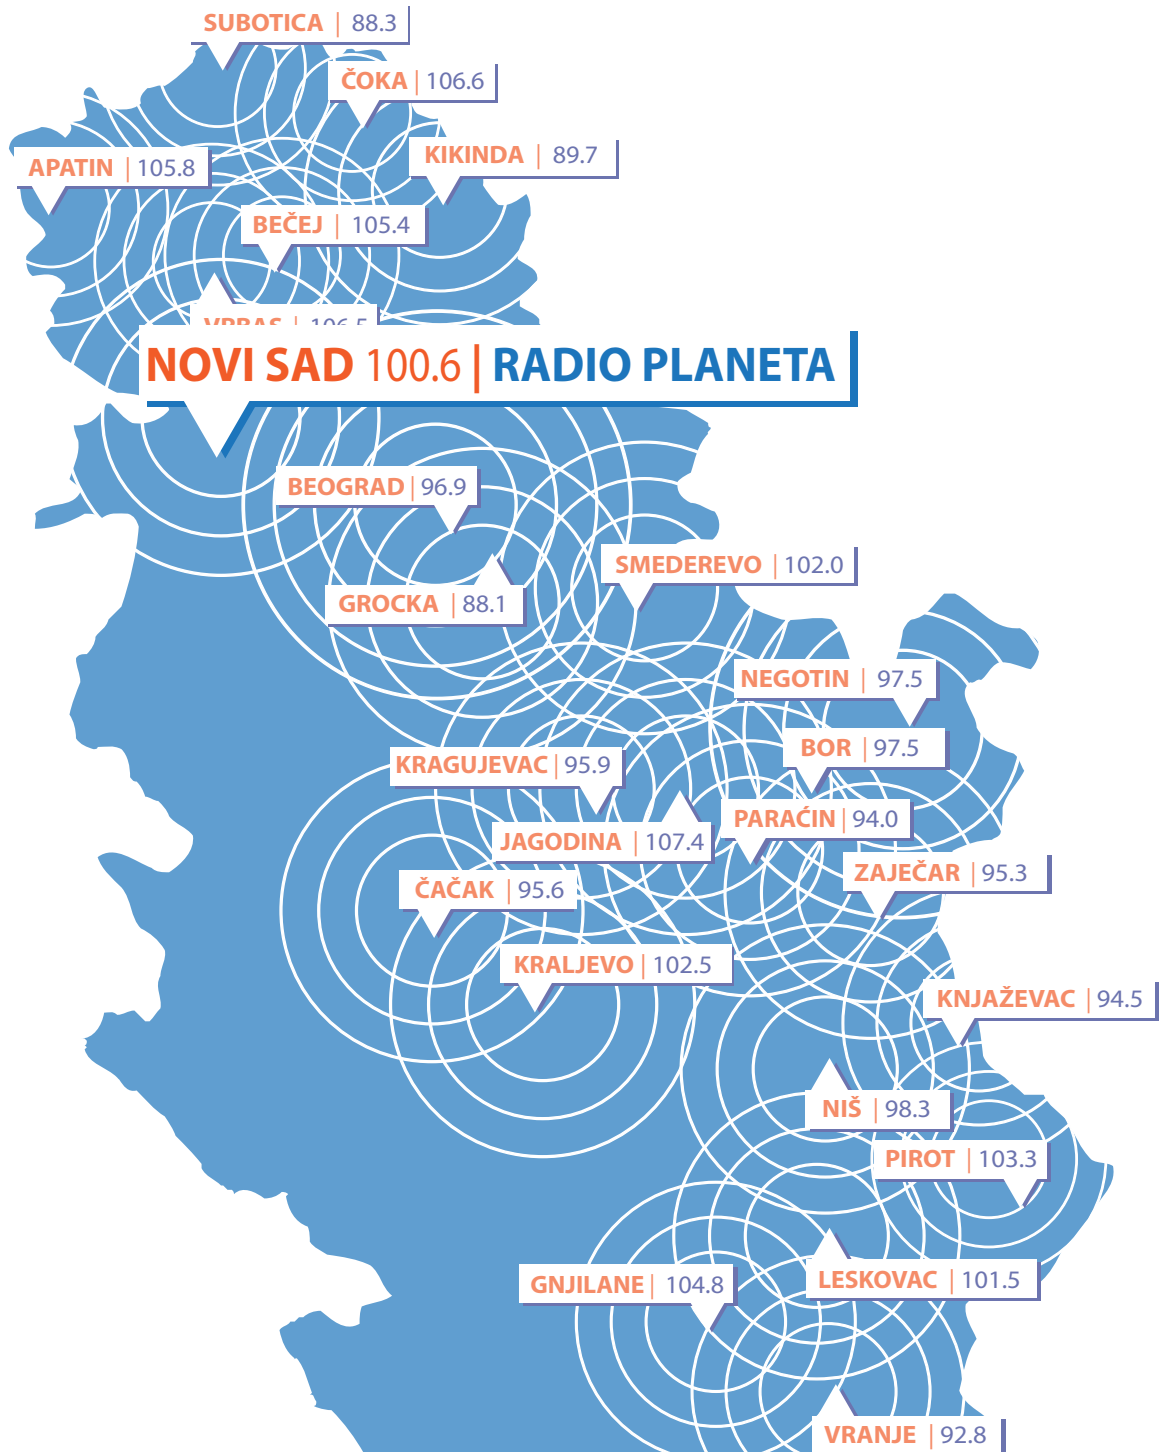 SUBOTICA | 88.3
ČOKA | 106.6
KIKINDA | 89.7
APATIN | 105.8
BEČEJ | 105.4
VRBAS | 106.5
NOVI SAD 100.6 | RADIO PLANETA
BEOGRAD | 96.9
SMEDEREVO | 102.0
GROCKA | 88.1
NEGOTIN | 97.5
BOR | 97.5
KRAGUJEVAC | 95.9
PARAĆIN | 94.0
JAGODINA | 107.4
ZAJEČAR | 95.3
ČAČAK | 95.6
KRALJEVO | 102.5
KNJAŽEVAC | 94.5
NIŠ | 98.3
PIROT | 103.3
LESKOVAC | 101.5
GNJILANE | 104.8
VRANJE | 92.8